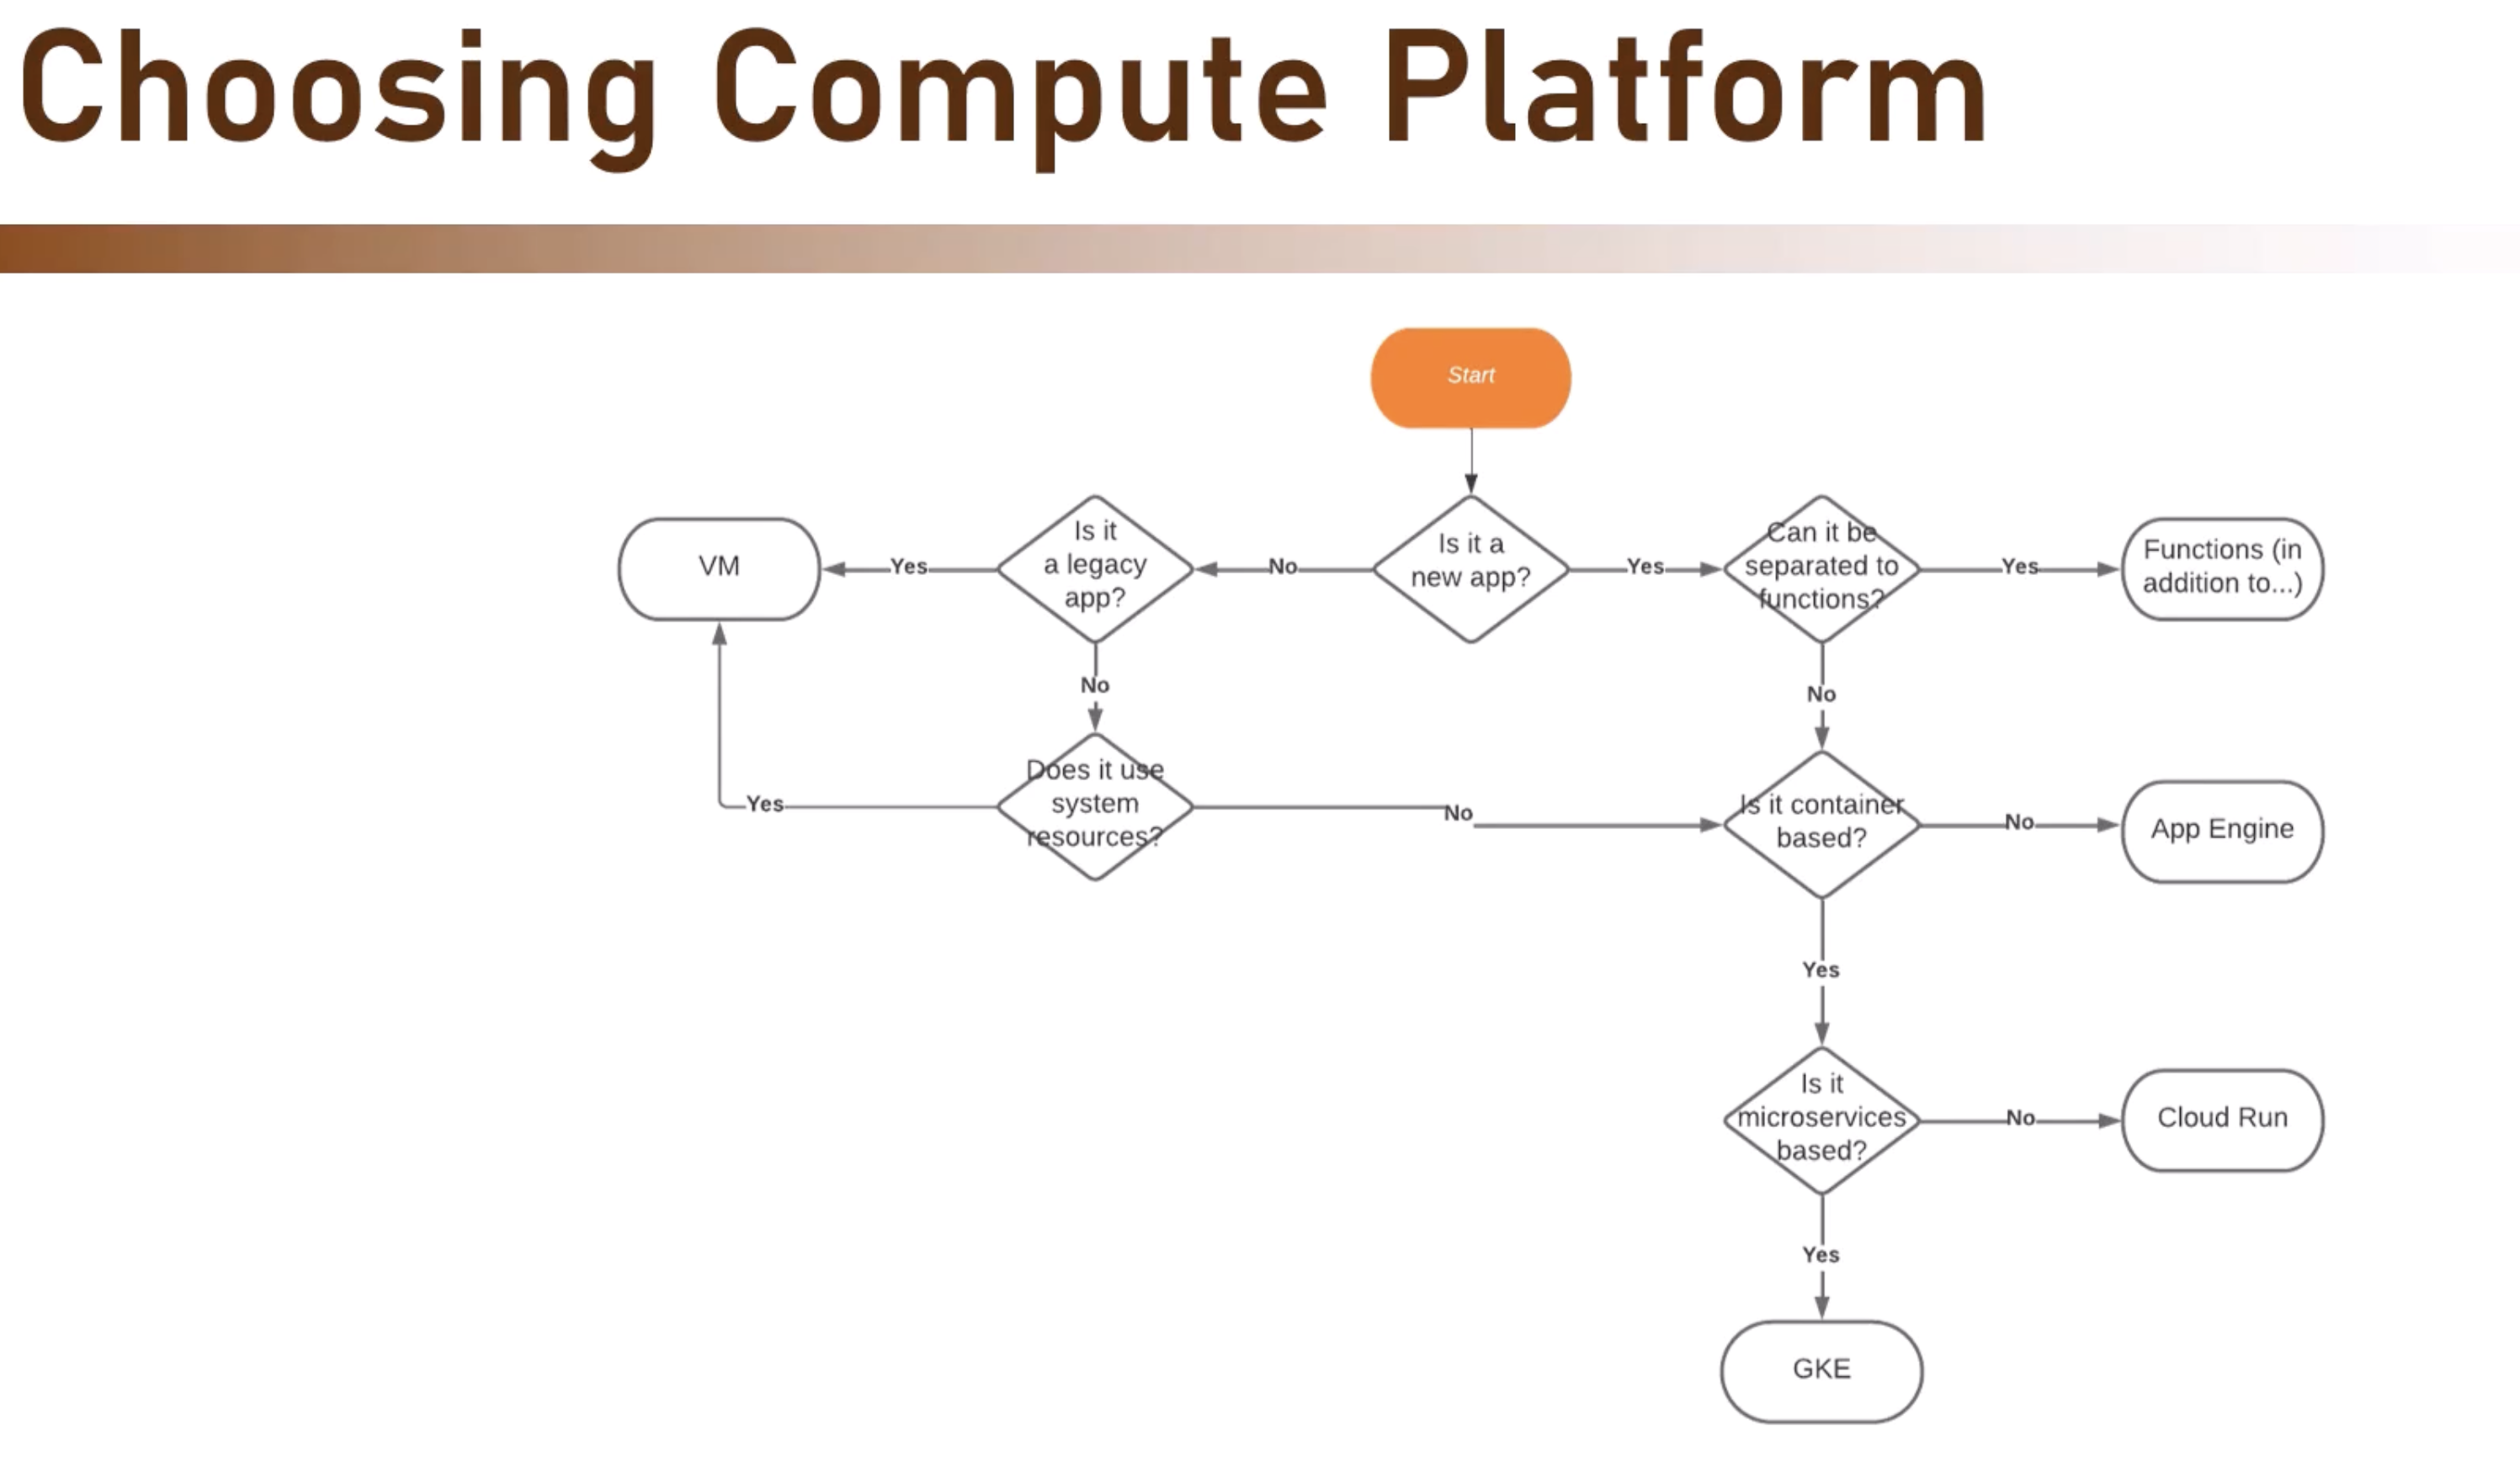 Choosing Compute Platform
Start
Is it a
new app?
No
Yes
Is it
a legacy
app?
Yes
VM
No
Does it use
system
resources?
Yes
No
Can it be
separated to
functions?
Yes
Functions (in
addition to...)
No
Is it container
based?
No
App Engine
Yes
Is it
microservices
based?
No
Cloud Run
Yes
GKE